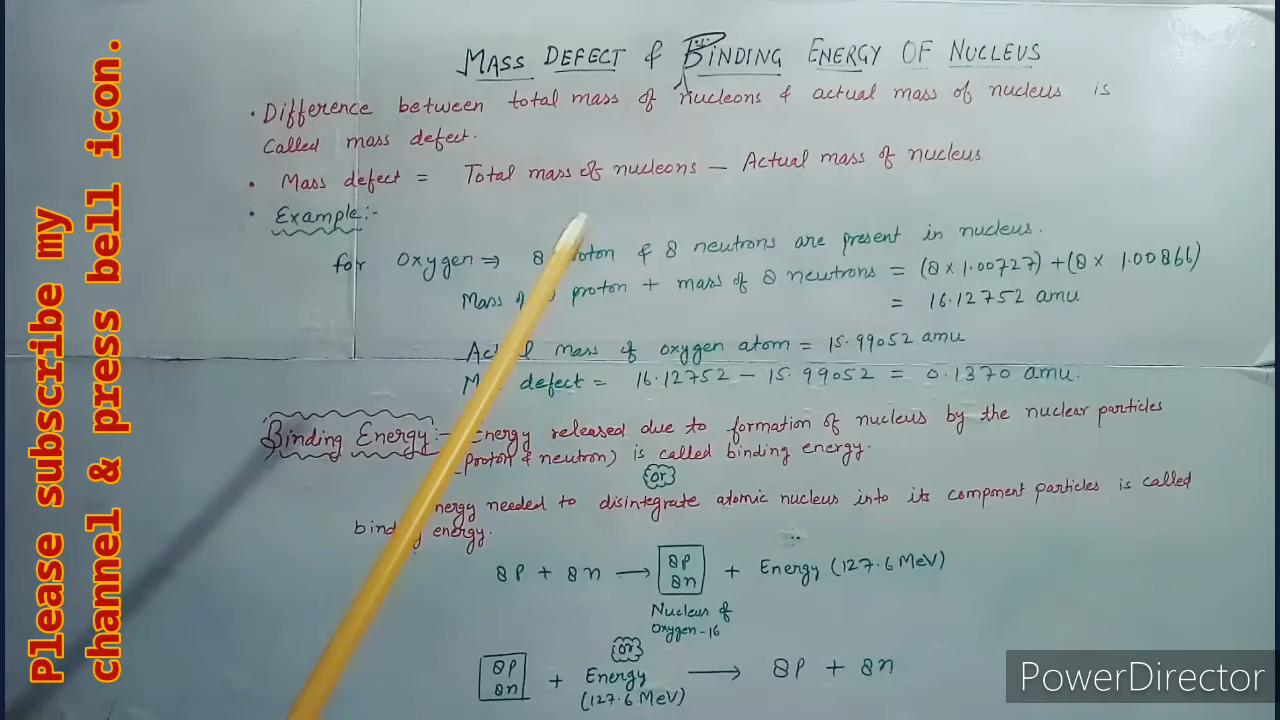 Please subscribe my
channel & press bell icon.
MASS DEFECT & BINDING ENERGY OF NUCLEUS
• Difference between total mass of nucleons & actual mass of nucleus is
called mass defect.
• Mass defect = Total mass of nucleons — Actual mass of nucleus
• Example:-
for Oxygen ⇒ 8 proton & 8 neutrons are present in nucleus.
Mass of proton + mass of 8 neutrons = (8 × 1.00727) + (8 × 1.00866)
= 16.12752 amu
mass of oxygen atom = 15.99052 amu
defect = 16.12752 — 15.99052 = 0.1370 amu.
Binding Energy:- Energy released due to formation of nucleus by the nuclear particles
(proton & neutron) is called binding energy.
or
needed to disintegrate atomic nucleus into its component particles is called
energy.
8P + 8n ⟶ 8P 8n + Energy (127.6 MeV)
Nucleus of
Oxygen-16
or
8P 8n + Energy ⟶ 8P + 8n
(127.6 MeV)
PowerDirector